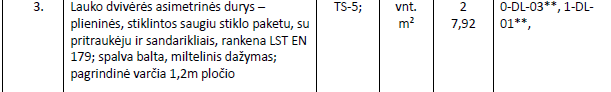 3. Lauko dvivėrės asimetrinės durys – TS-5; vnt. 2 0-DL-03**, 1-DL-
plieninės, stiklintos saugiu stiklo paketu, su m² 7,92 01**,
pritraukėju ir sandarikliais, rankena LST EN
179; spalva balta, miltelinis dažymas;
pagrindinė varčia 1,2m pločio